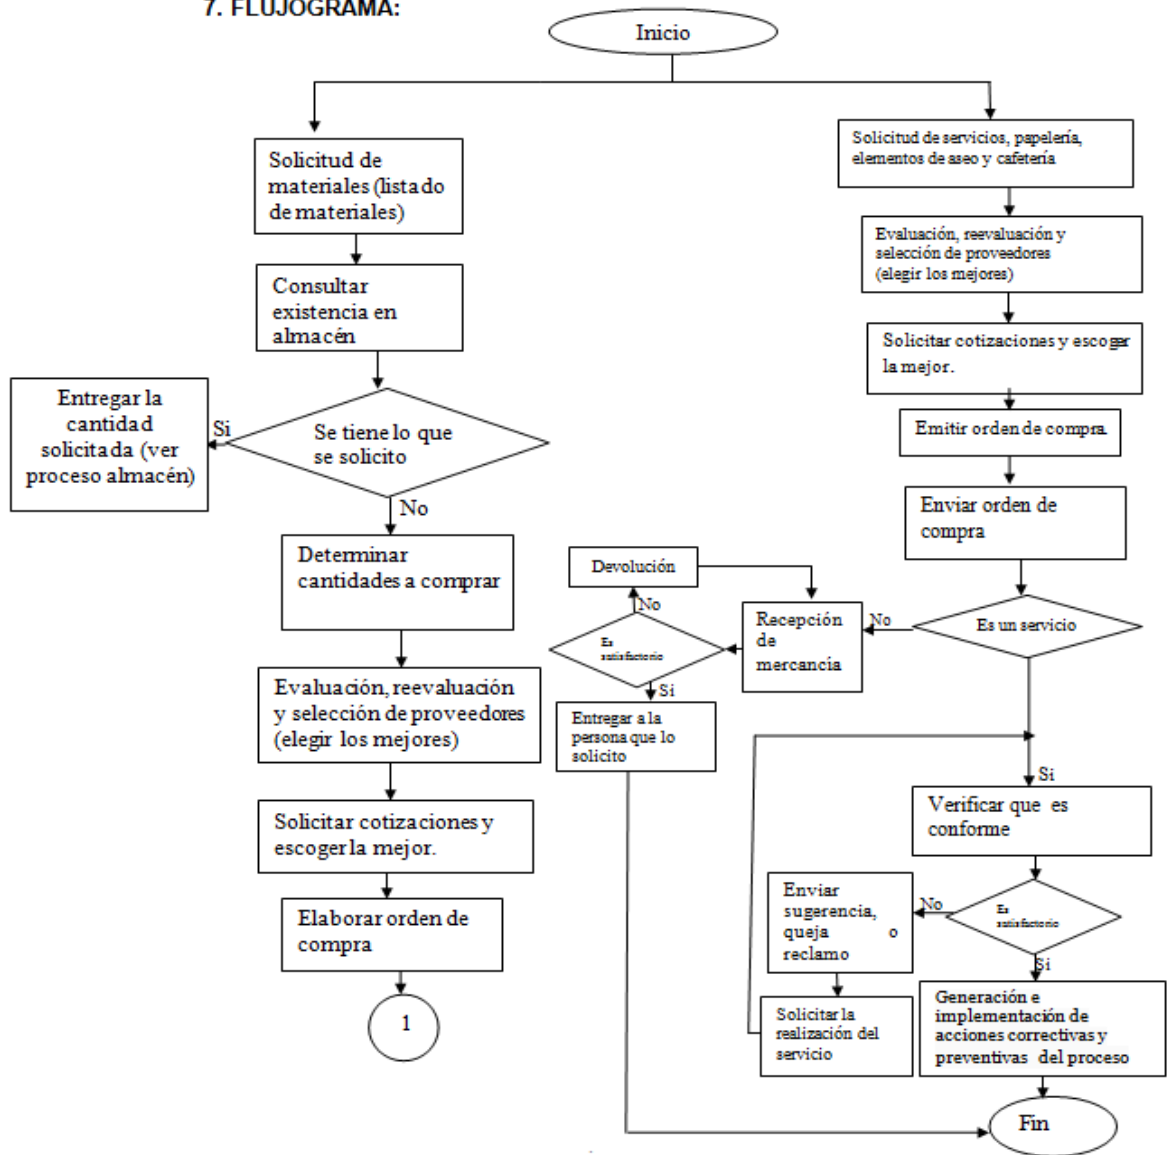 7. FLUJOGRAMA:
Inicio
Solicitud de
materiales (listado
de materiales)
Consultar
existencia en
almacén
Se tiene lo que
se solicito
Si
Entregar la
cantidad
solicitada (ver
proceso almacén)
No
Determinar
cantidades a comprar
Evaluación, reevaluación
y selección de proveedores
(elegir los mejores)
Solicitar cotizaciones y
escoger la mejor.
Elaborar orden de
compra
1
Solicitud de servicios, papelería,
elementos de aseo y cafetería
Evaluación, reevaluación y
selección de proveedores
(elegir los mejores)
Solicitar cotizaciones y escoger
la mejor.
Emitir orden de compra.
Enviar orden de
compra
Es un servicio
No
Recepción
de
mercancía
Es
satisfactorio
No
Devolución
Si
Entregar a la
persona que lo
solicito
Si
Verificar que es
conforme
Es
satisfactorio
No
Enviar
sugerencia,
queja o
reclamo
Solicitar la
realización del
servicio
Si
Generación e
implementación de
acciones correctivas y
preventivas del proceso
Fin